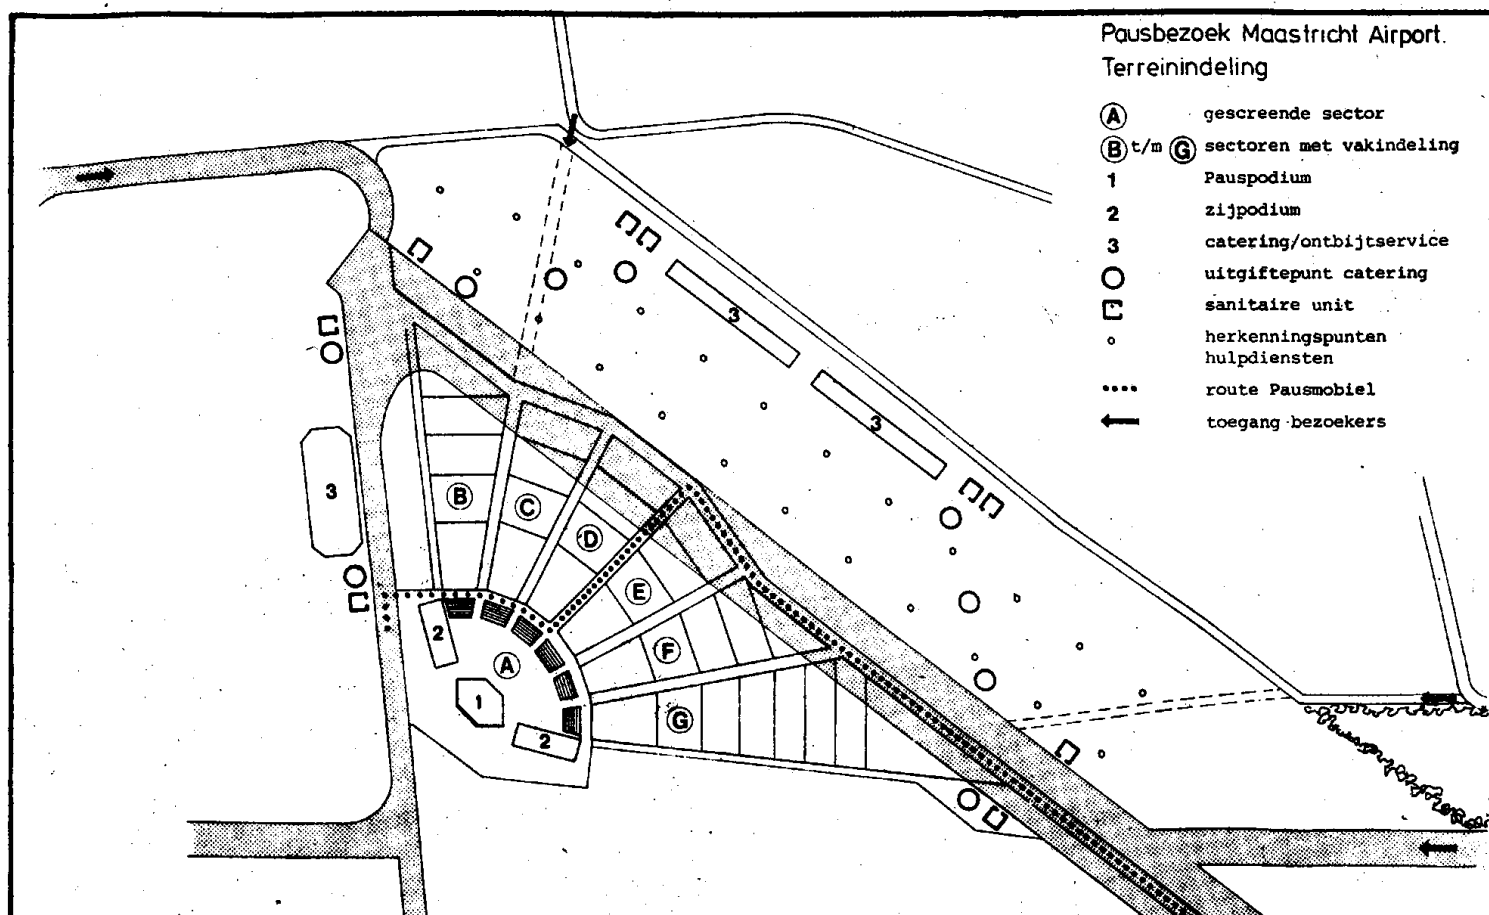 Pausbezoek Maastricht Airport.
Terreinindeling
A gescreende sector
B t/m G sectoren met vakindeling
1 Pauspodium
2 zijpodium
3 catering/ontbijtservice
uitgiftepunt catering
sanitaire unit
herkenningspunten
hulpdiensten
route Pausmobiel
toegang bezoekers
3
3
3
B
C
D
E
F
G
A
2
1
2